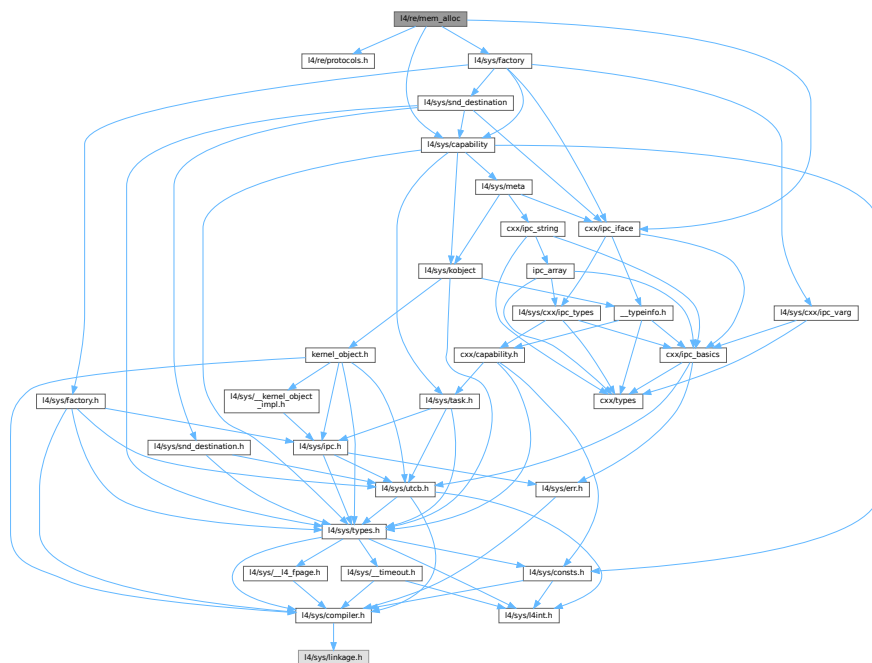 l4/re/mem_alloc
l4/re/protocols.h
l4/sys/factory
l4/sys/snd_destination
l4/sys/capability
l4/sys/meta
cxx/ipc_string
cxx/ipc_iface
l4/sys/kobject
ipc_array
l4/sys/cxx/ipc_types
__typeinfo.h
l4/sys/cxx/ipc_varg
kernel_object.h
cxx/capability.h
cxx/ipc_basics
l4/sys/factory.h
l4/sys/__kernel_object
_impl.h
l4/sys/task.h
cxx/types
l4/sys/snd_destination.h
l4/sys/ipc.h
l4/sys/utcb.h
l4/sys/err.h
l4/sys/types.h
l4/sys/__l4_fpage.h
l4/sys/__timeout.h
l4/sys/consts.h
l4/sys/compiler.h
l4/sys/l4int.h
l4/sys/linkage.h